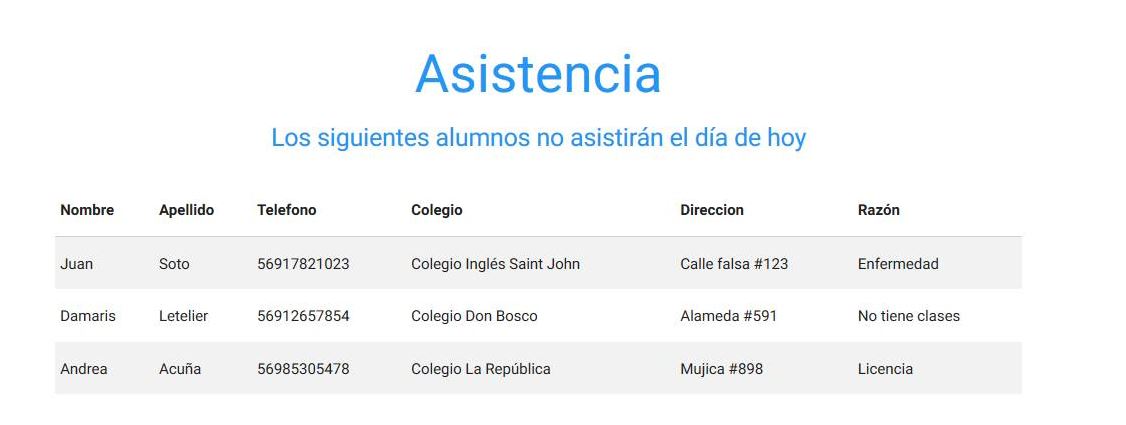 Asistencia
Los siguientes alumnos no asistirán el día de hoy
Nombre Apellido Telefono Colegio Direccion Razón
Juan Soto 56917821023 Colegio Inglés Saint John Calle falsa #123 Enfermedad
Damaris Letelier 56912657854 Colegio Don Bosco Alameda #591 No tiene clases
Andrea Acuña 56985305478 Colegio La República Mujica #898 Licencia